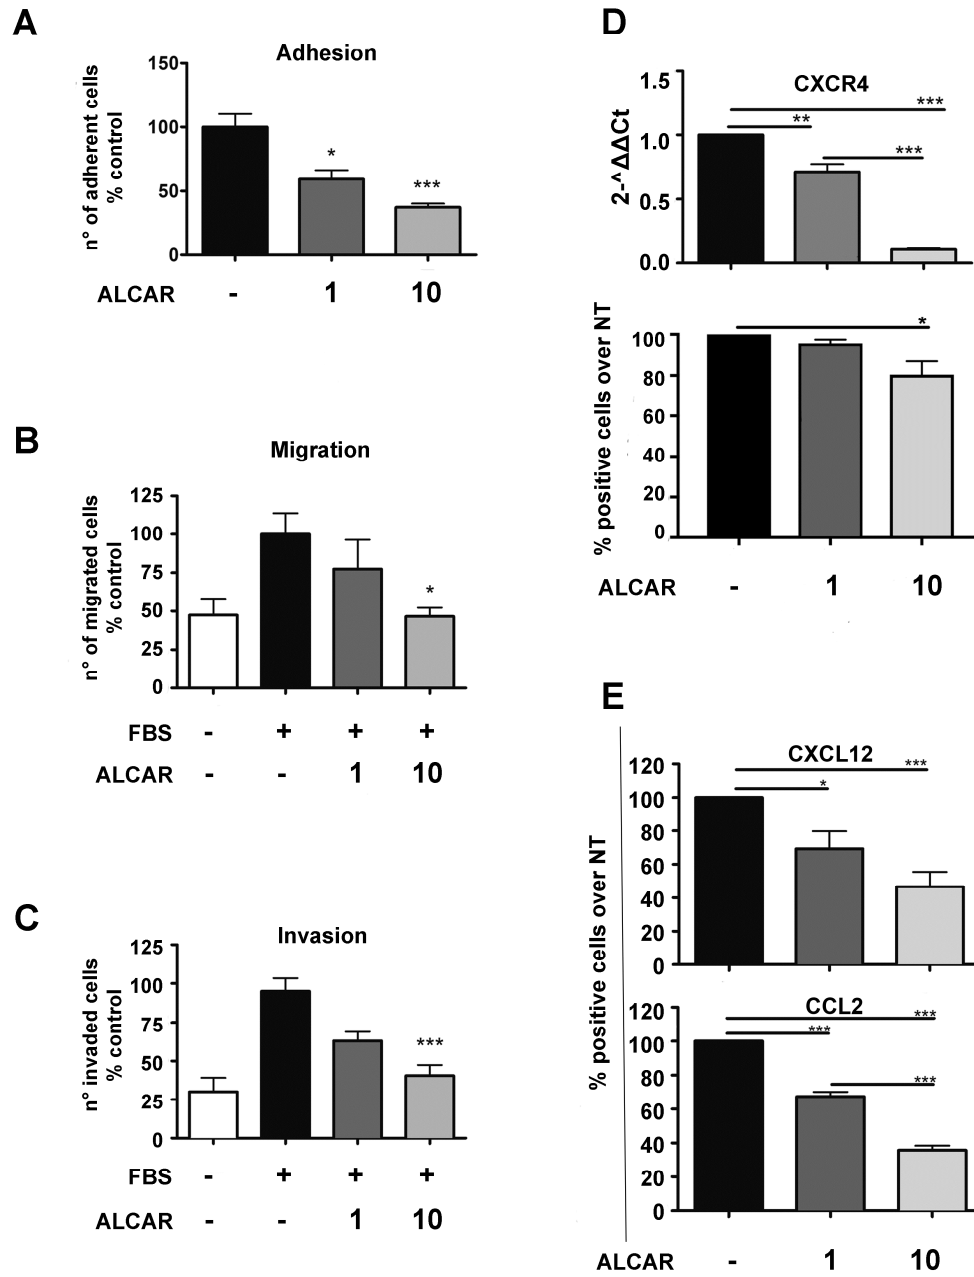 A
Adhesion
n° of adherent cells
% control
150
100
50
0
*
***
ALCAR - 1 10
B
Migration
n° of migrated cells
% control
125
100
75
50
25
0
*
FBS - + + +
ALCAR - - 1 10
C
Invasion
n° invaded cells
% control
125
100
75
50
25
0
***
FBS - + + +
ALCAR - - 1 10
D
CXCR4
2-^ΔΔCt
1.5
1.0
0.5
0.0
***
**
***
% positive cells over NT
100
80
60
40
20
0
*
ALCAR - 1 10
E
% positive cells over NT
CXCL12
120
100
80
60
40
20
0
***
*
CCL2
100
80
60
40
20
0
***
***
***
ALCAR - 1 10